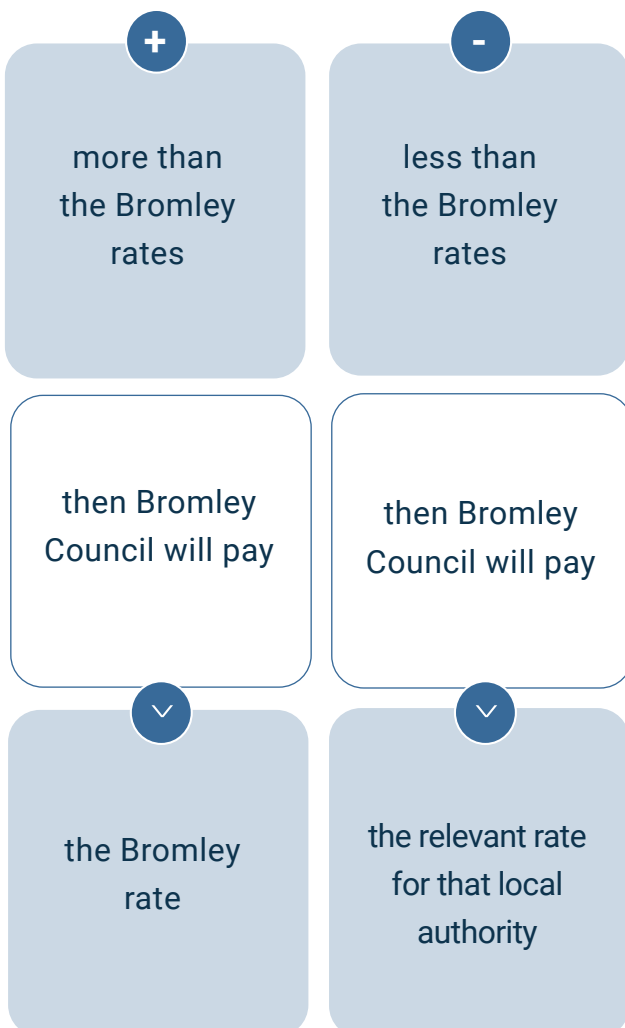 +
more than
the Bromley
rates
then Bromley
Council will pay
the Bromley
rate
-
less than
the Bromley
rates
then Bromley
Council will pay
the relevant rate
for that local
authority